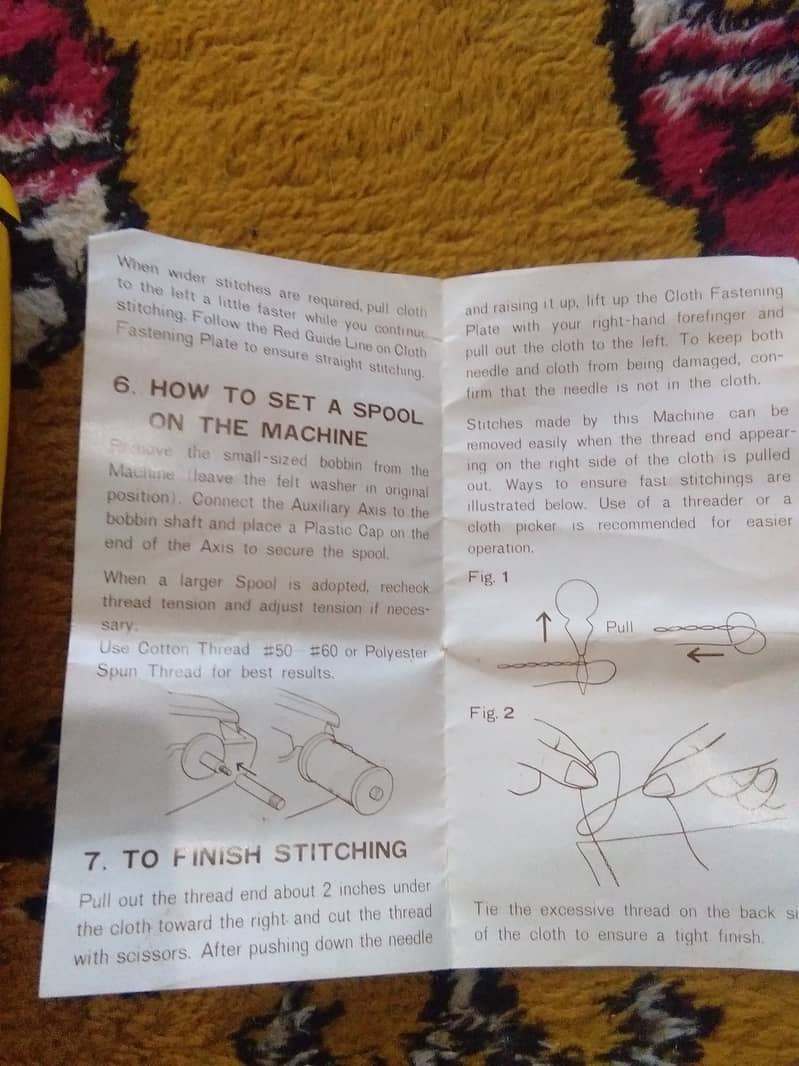 When wider stitches are required, pull cloth
to the left a little faster while you continue
stitching. Follow the Red Guide Line on Cloth
Fastening Plate to ensure straight stitching.
6. HOW TO SET A SPOOL
ON THE MACHINE
Remove the small-sized bobbin from the
Machine (leave the felt washer in original
position). Connect the Auxiliary Axis to the
bobbin shaft and place a Plastic Cap on the
end of the Axis to secure the spool.
When a larger Spool is adopted, recheck
thread tension and adjust tension if neces-
sary.
Use Cotton Thread #50 #60 or Polyester
Spun Thread for best results.
7. TO FINISH STITCHING
Pull out the thread end about 2 inches under
the cloth toward the right and cut the thread
with scissors. After pushing down the needle
and raising it up, lift up the Cloth Fastening
Plate with your right-hand forefinger and
pull out the cloth to the left. To keep both
needle and cloth from being damaged, con-
firm that the needle is not in the cloth.
Stitches made by this Machine can be
removed easily when the thread end appear-
ing on the right side of the cloth is pulled
out. Ways to ensure fast stitchings are
illustrated below. Use of a threader or a
cloth picker is recommended for easier
operation.
Fig. 1
Pull
Fig. 2
Tie the excessive thread on the back si
of the cloth to ensure a tight finish.